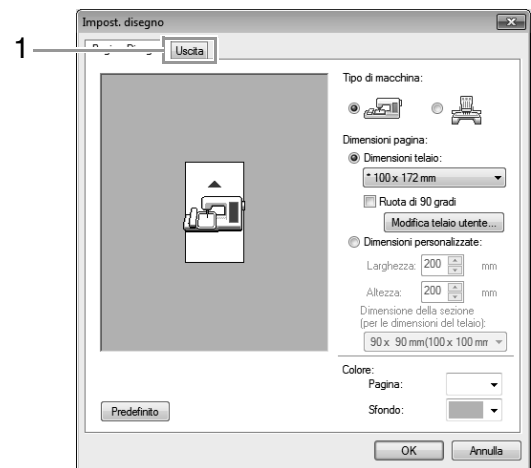 Impost. disegno
1
Uscita
Tipo di macchina:
Dimensioni pagina:
Dimensioni telaio:
* 100 x 172 mm
Ruota di 90 gradi
Modifica telaio utente...
Dimensioni personalizzate:
Larghezza: 200 mm
Altezza: 200 mm
Dimensione della sezione
(per le dimensioni del telaio):
90 x 90 mm(100 x 100 mm
Colore:
Pagina:
Predefinito
Sfondo:
OK Annulla